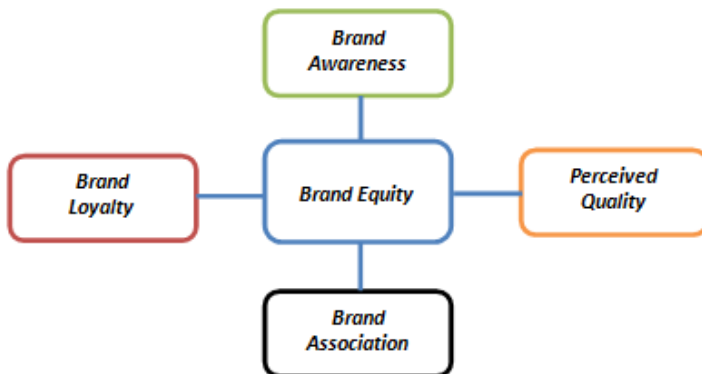 Brand
Awareness
Brand
Loyalty
Brand Equity
Perceived
Quality
Brand
Association